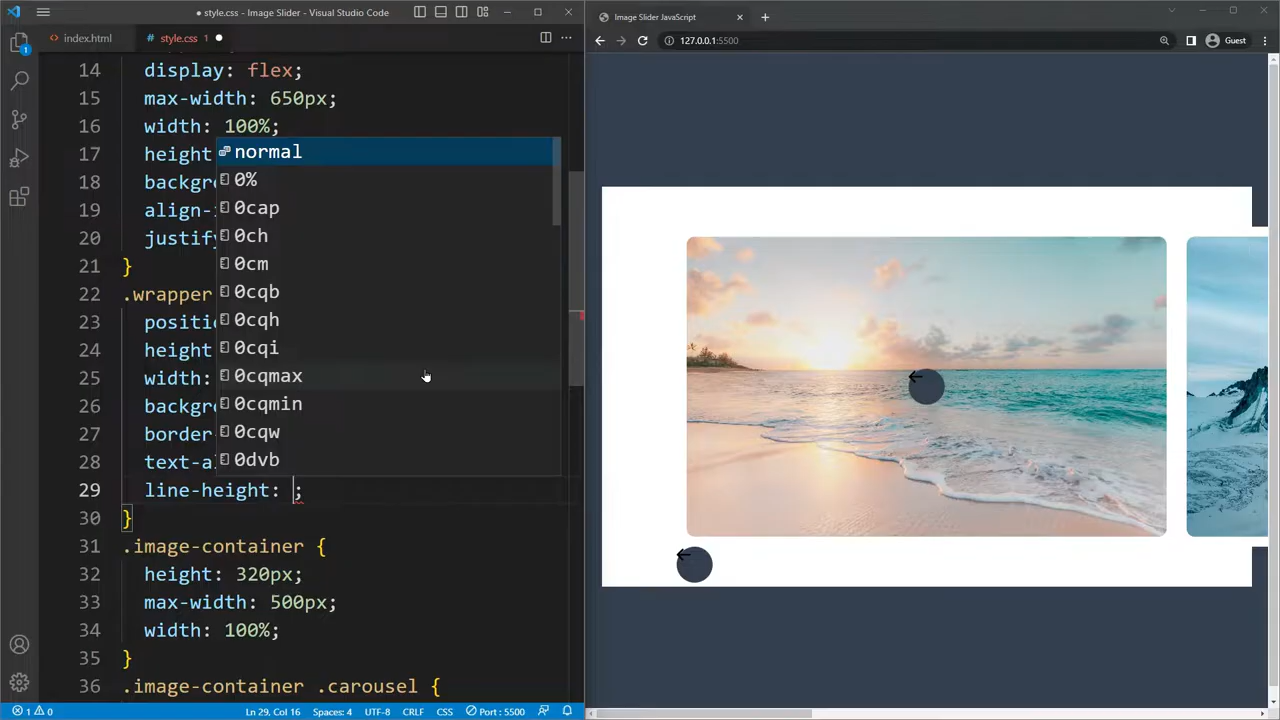 style.css - Image Slider - Visual Studio Code
index.html
style.css
14 display: flex;
15 max-width: 650px;
16 width: 100%;
17 height
18 backgr
19 align-
20 justify
21 }
22 .wrapper
23 positi
24 height
25 width:
26 backg
27 border
28 text-a
29 line-height: ;
30 }
31 .image-container {
32 height: 320px;
33 max-width: 500px;
34 width: 100%;
35 }
36 .image-container .carousel {
normal
0%
0cap
0ch
0cm
0cqb
0cqh
0cqi
0cqmax
0cqmin
0cqw
0dvb
1
1 0
Ln 29, Col 16
Spaces: 4
UTF-8
CRLF
CSS
Port : 5500
Image Slider JavaScript
127.0.0.1:5500
Guest